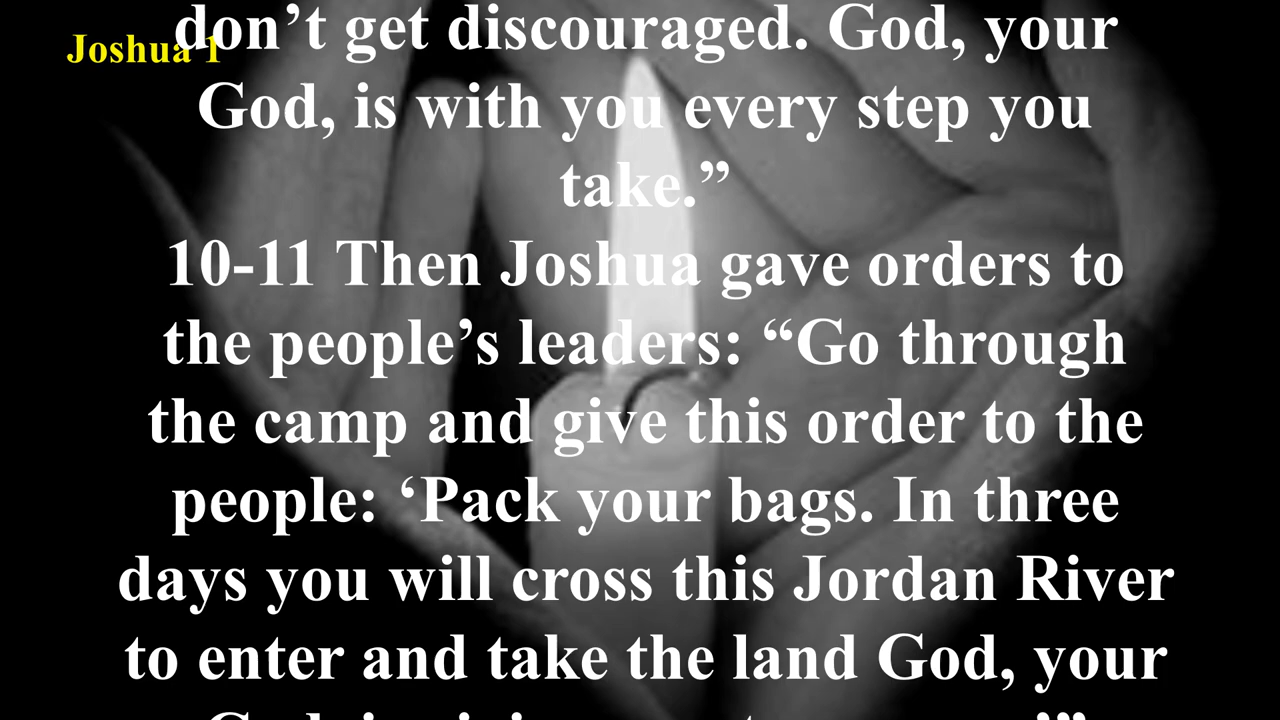 Joshua 1
don’t get discouraged. God, your
God, is with you every step you
take.”
10-11 Then Joshua gave orders to
the people’s leaders: “Go through
the camp and give this order to the
people: ‘Pack your bags. In three
days you will cross this Jordan River
to enter and take the land God, your